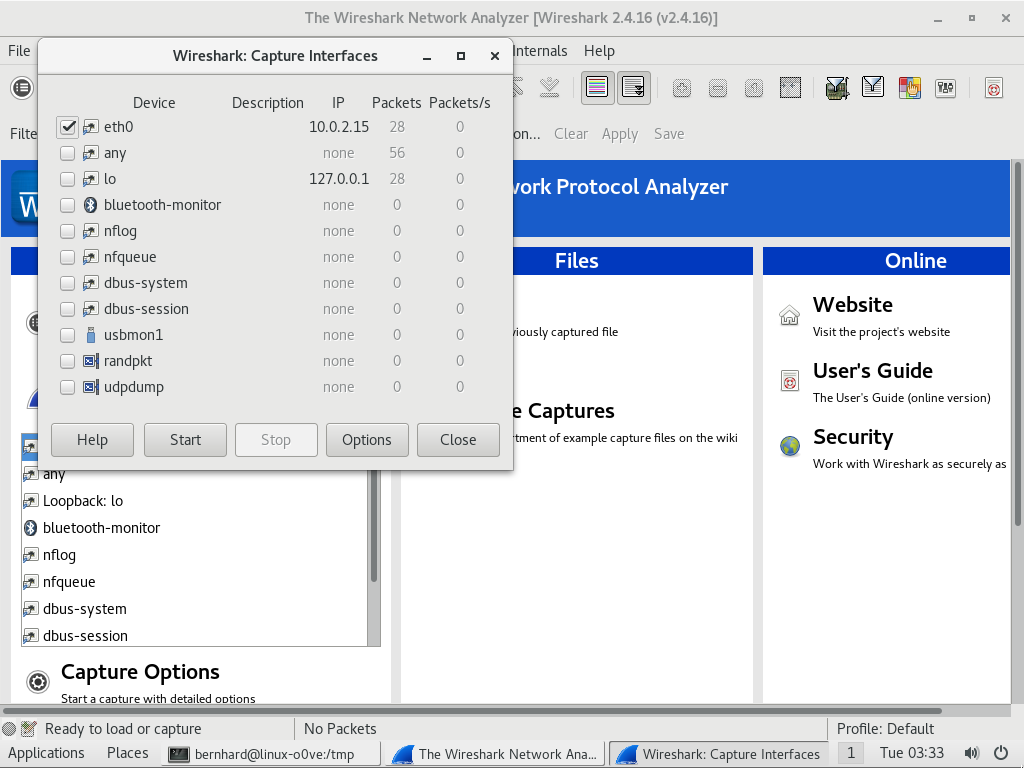 The Wireshark Network Analyzer [Wireshark 2.4.16 (v2.4.16)]
File
Internals Help
Wireshark: Capture Interfaces
Device Description IP Packets Packets/s
eth0 10.0.2.15 28 0
any none 56 0
lo 127.0.0.1 28 0
bluetooth-monitor none 0 0
nflog none 0 0
nfqueue none 0 0
dbus-system none 0 0
dbus-session none 0 0
usbmon1 none 0 0
randpkt none 0 0
udpdump none 0 0
Help Start Stop Options Close
Clear Apply Save
Protocol Analyzer
Files
file
Captures
of example capture files on the wiki
Online
Website
Visit the project's website
User's Guide
The User's Guide (online version)
Security
Work with Wireshark as securely as
any
Loopback: lo
bluetooth-monitor
nflog
nfqueue
dbus-system
dbus-session
Capture Options
Start a capture with detailed options
Ready to load or capture No Packets Profile: Default
Applications Places bernhard@linux-o0ve:/tmp The Wireshark Network Ana... Wireshark: Capture Interfaces 1 Tue 03:33